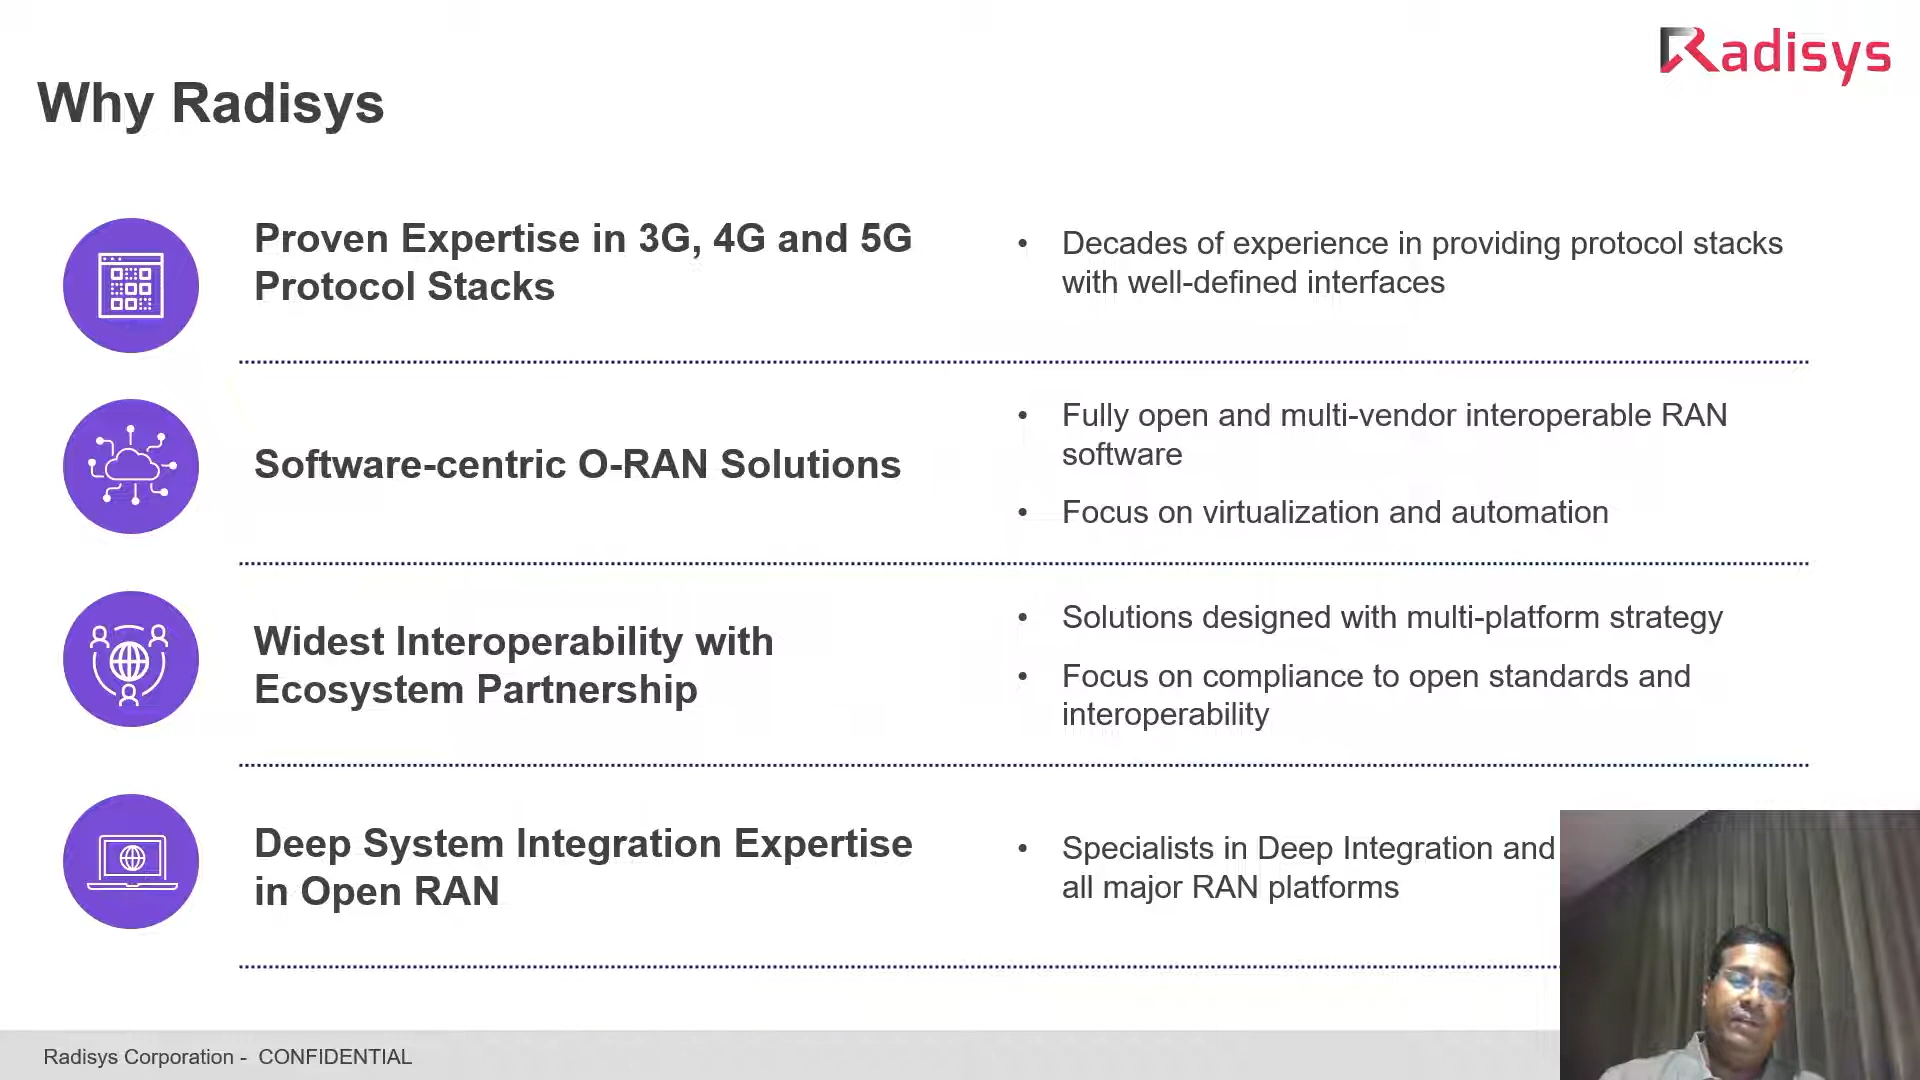 Radisys
Why Radisys
Proven Expertise in 3G, 4G and 5G
Protocol Stacks
• Decades of experience in providing protocol stacks
with well-defined interfaces
Software-centric O-RAN Solutions
• Fully open and multi-vendor interoperable RAN
software
• Focus on virtualization and automation
Widest Interoperability with
Ecosystem Partnership
• Solutions designed with multi-platform strategy
• Focus on compliance to open standards and
interoperability
Deep System Integration Expertise
in Open RAN
• Specialists in Deep Integration and
all major RAN platforms
Radisys Corporation - CONFIDENTIAL